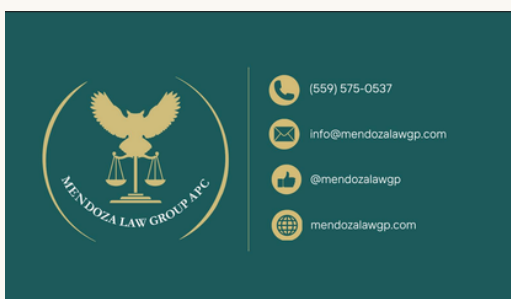 MENDOZA LAW GROUP APC
(559) 575-0537
info@mendozalawgp.com
@mendozalawgp
mendozalawgp.com